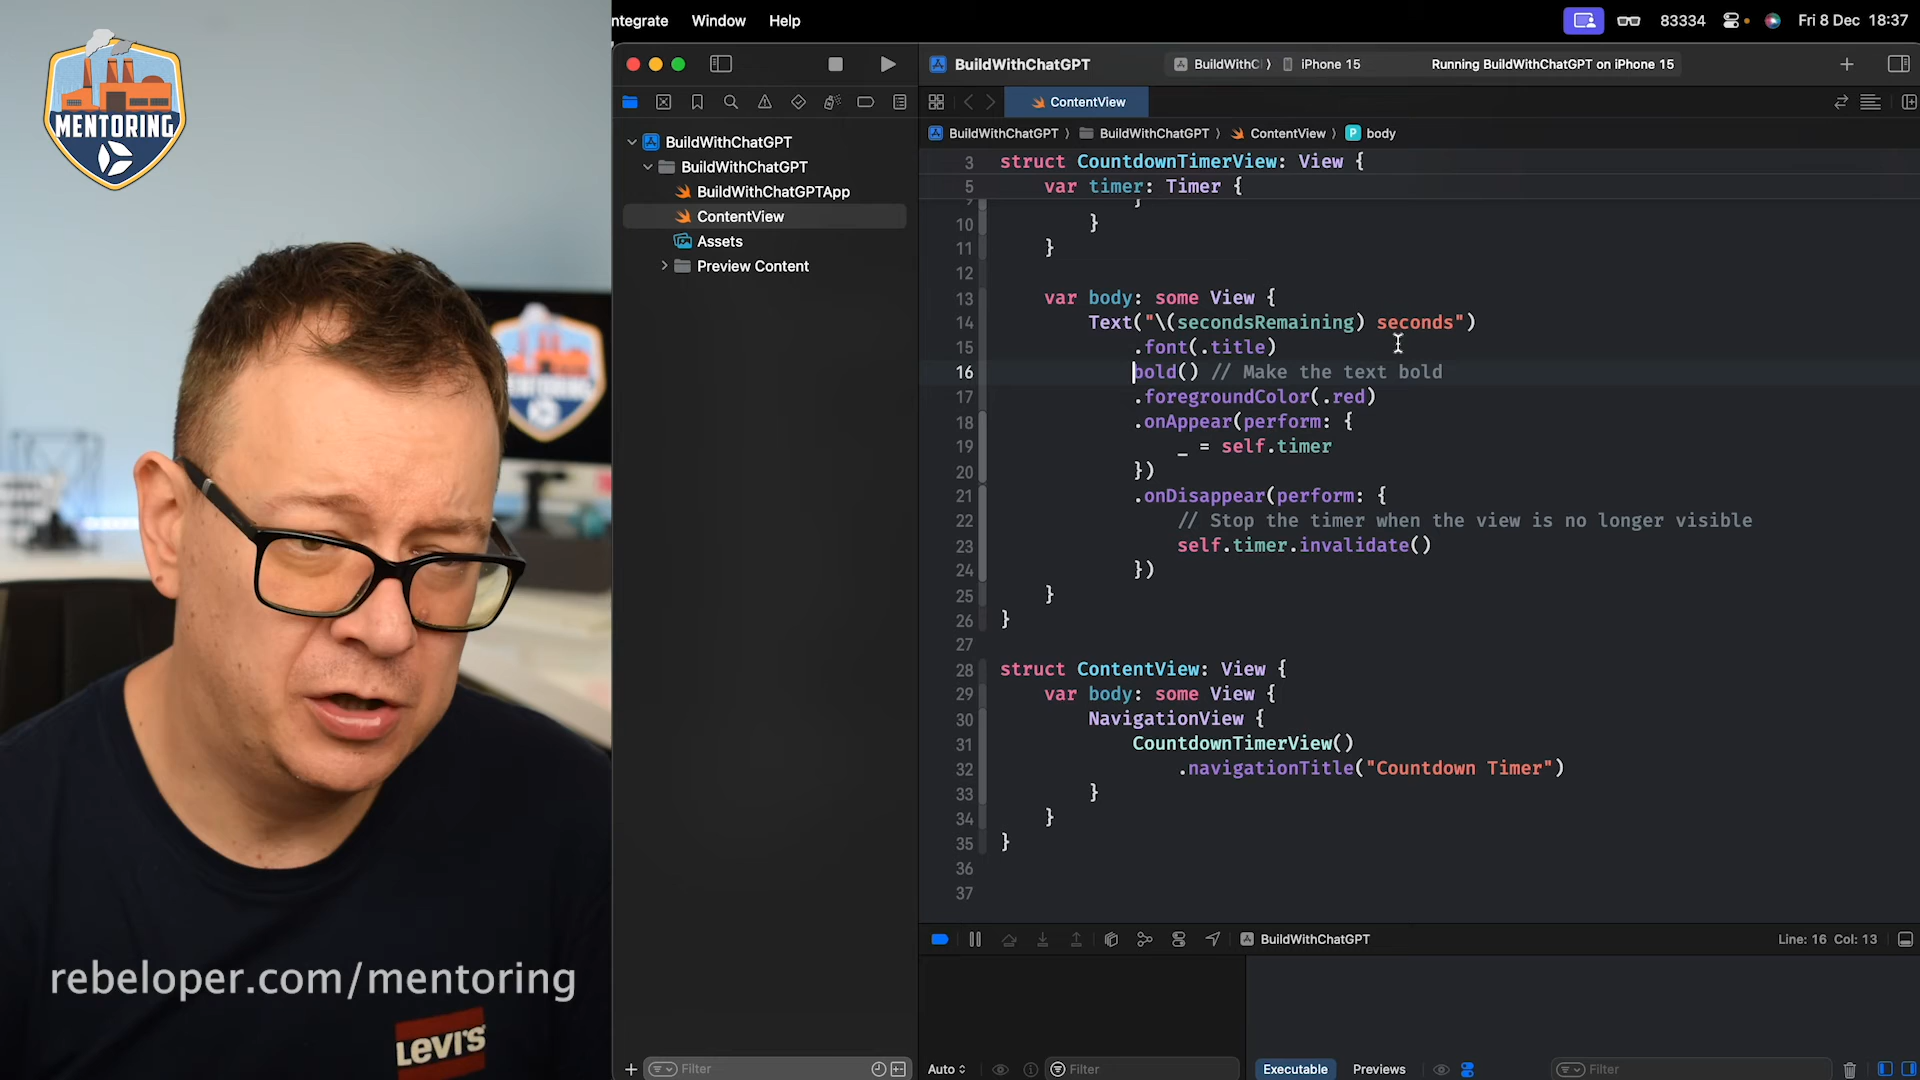 ntegrate Window Help 83334 Fri 8 Dec 18:37
MENTORING
BuildWithChatGPT BuildWithC iPhone 15 Running BuildWithChatGPT on iPhone 15
ContentView
BuildWithChatGPT BuildWithChatGPT ContentView P body
BuildWithChatGPT
BuildWithChatGPT
BuildWithChatGPTApp
ContentView
Assets
Preview Content
3 struct CountdownTimerView: View {
5 var timer: Timer {
9 }
10 }
11 }
12
13 var body: some View {
14 Text("\(secondsRemaining) seconds")
15 .font(.title)
16 bold() // Make the text bold
17 .foregroundColor(.red)
18 .onAppear(perform: {
19 _ = self.timer
20 })
21 .onDisappear(perform: {
22 // Stop the timer when the view is no longer visible
23 self.timer.invalidate()
24 })
25 }
26 }
27
28 struct ContentView: View {
29 var body: some View {
30 NavigationView {
31 CountdownTimerView()
32 .navigationTitle("Countdown Timer")
33 }
34 }
35 }
36
37
BuildWithChatGPT Line: 16 Col: 13
Filter Auto Filter Executable Previews Filter
rebeloper.com/mentoring
LEVI'S